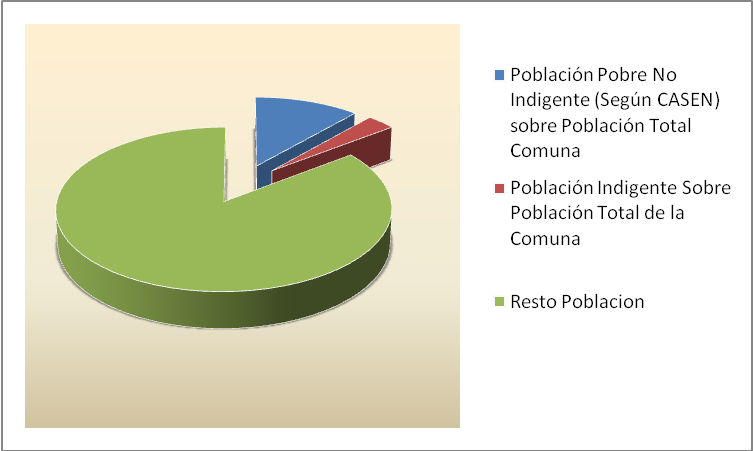 Población Pobre No
Indigente (Según CASEN)
sobre Población Total
Comuna
Población Indigente Sobre
Población Total de la
Comuna
Resto Poblacion